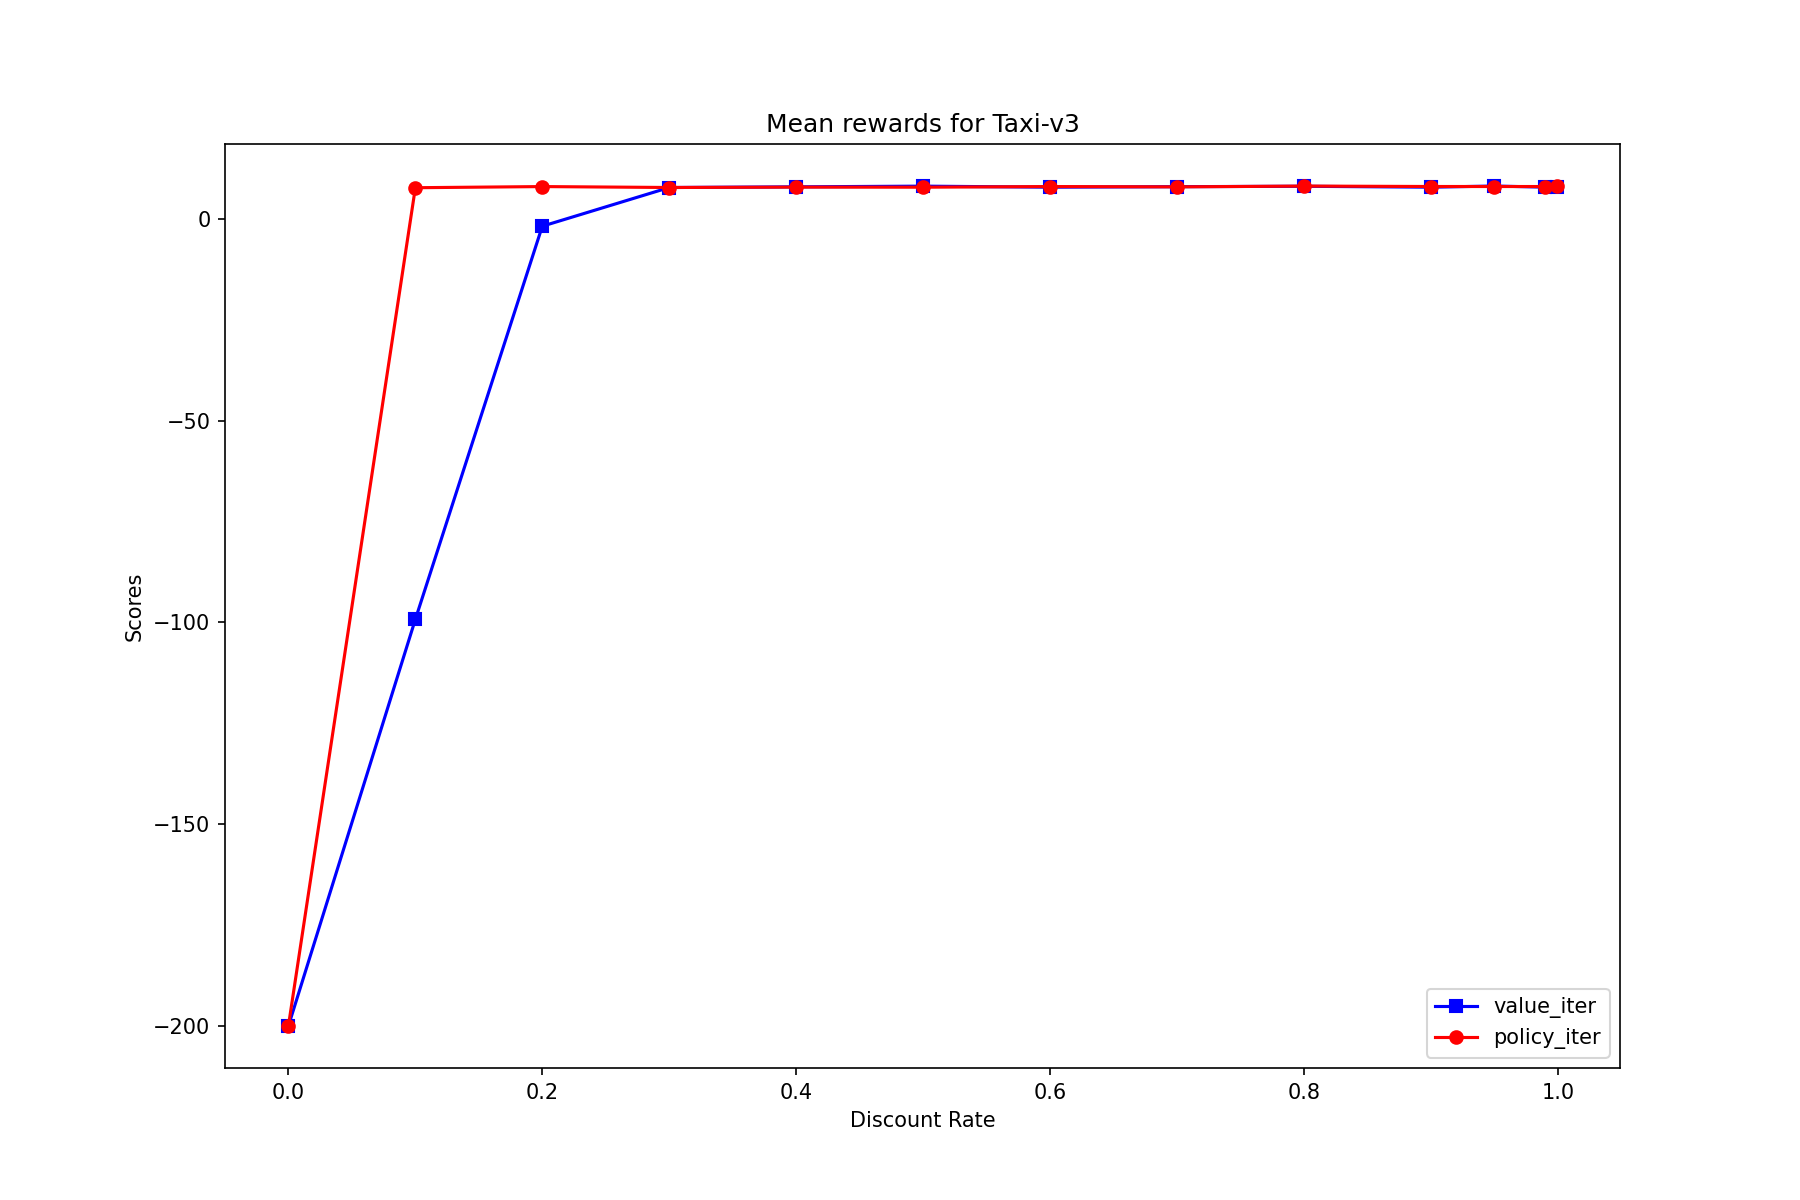 Mean rewards for Taxi-v3
0
−50
−100
−150
−200
Scores
0.0 0.2 0.4 0.6 0.8 1.0
Discount Rate
value_iter
policy_iter